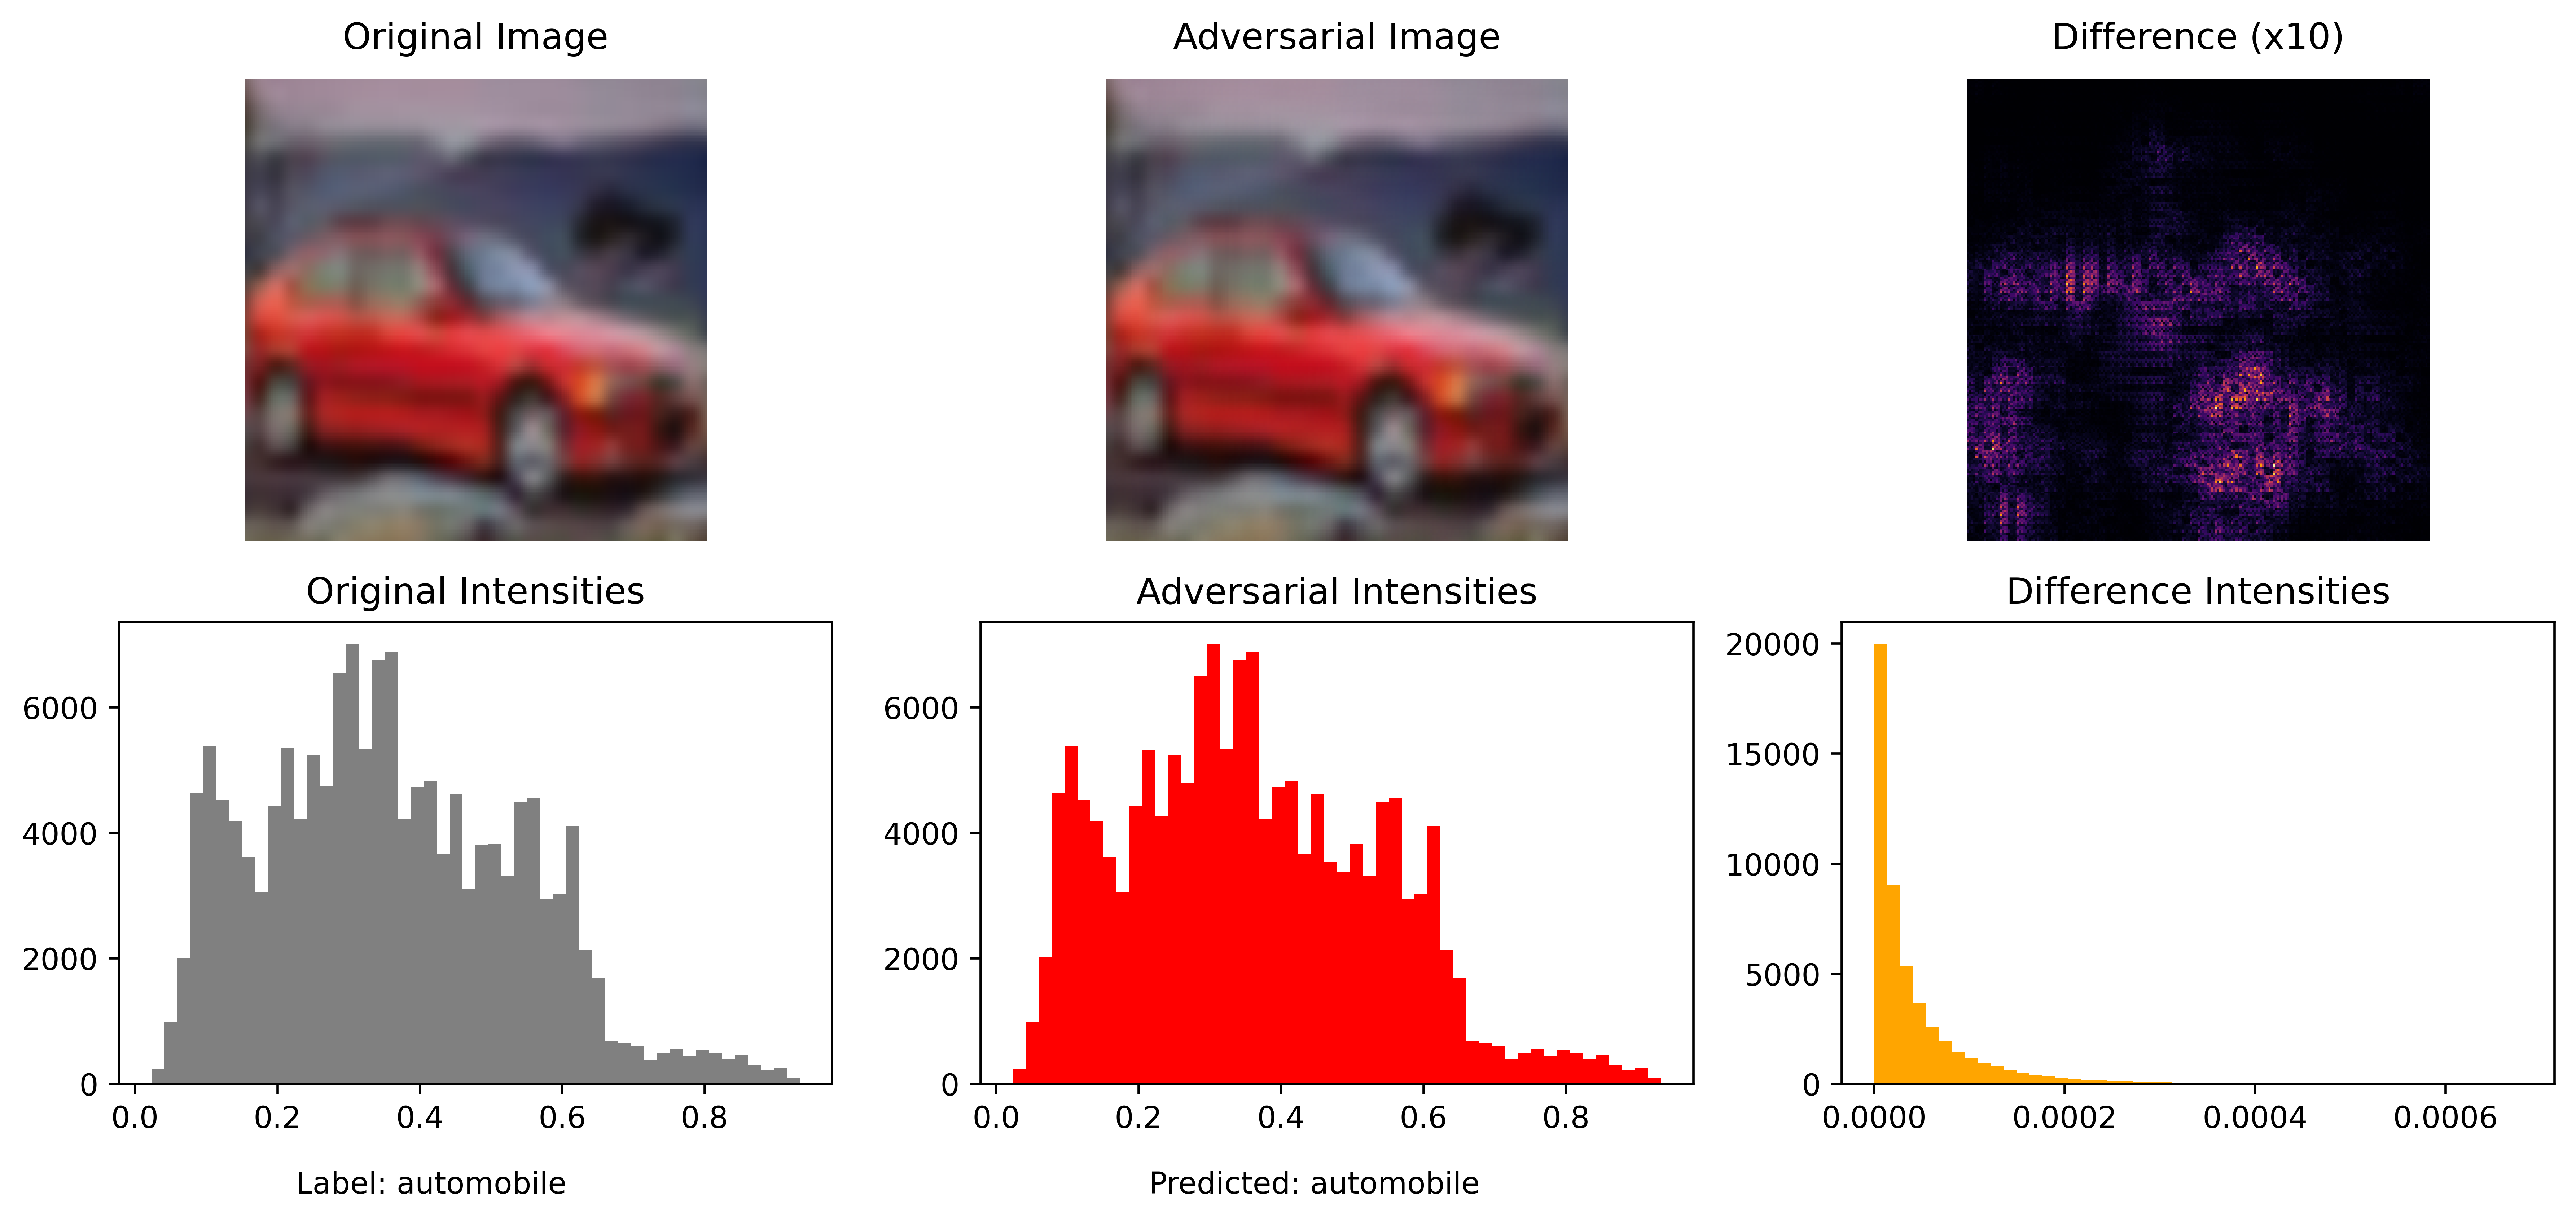 Original Image
Adversarial Image
Difference (x10)
Original Intensities
Adversarial Intensities
Difference Intensities
6000
4000
2000
0
0.0 0.2 0.4 0.6 0.8
6000
4000
2000
0
0.0 0.2 0.4 0.6 0.8
20000
15000
10000
5000
0
0.0000 0.0002 0.0004 0.0006
Label: automobile
Predicted: automobile